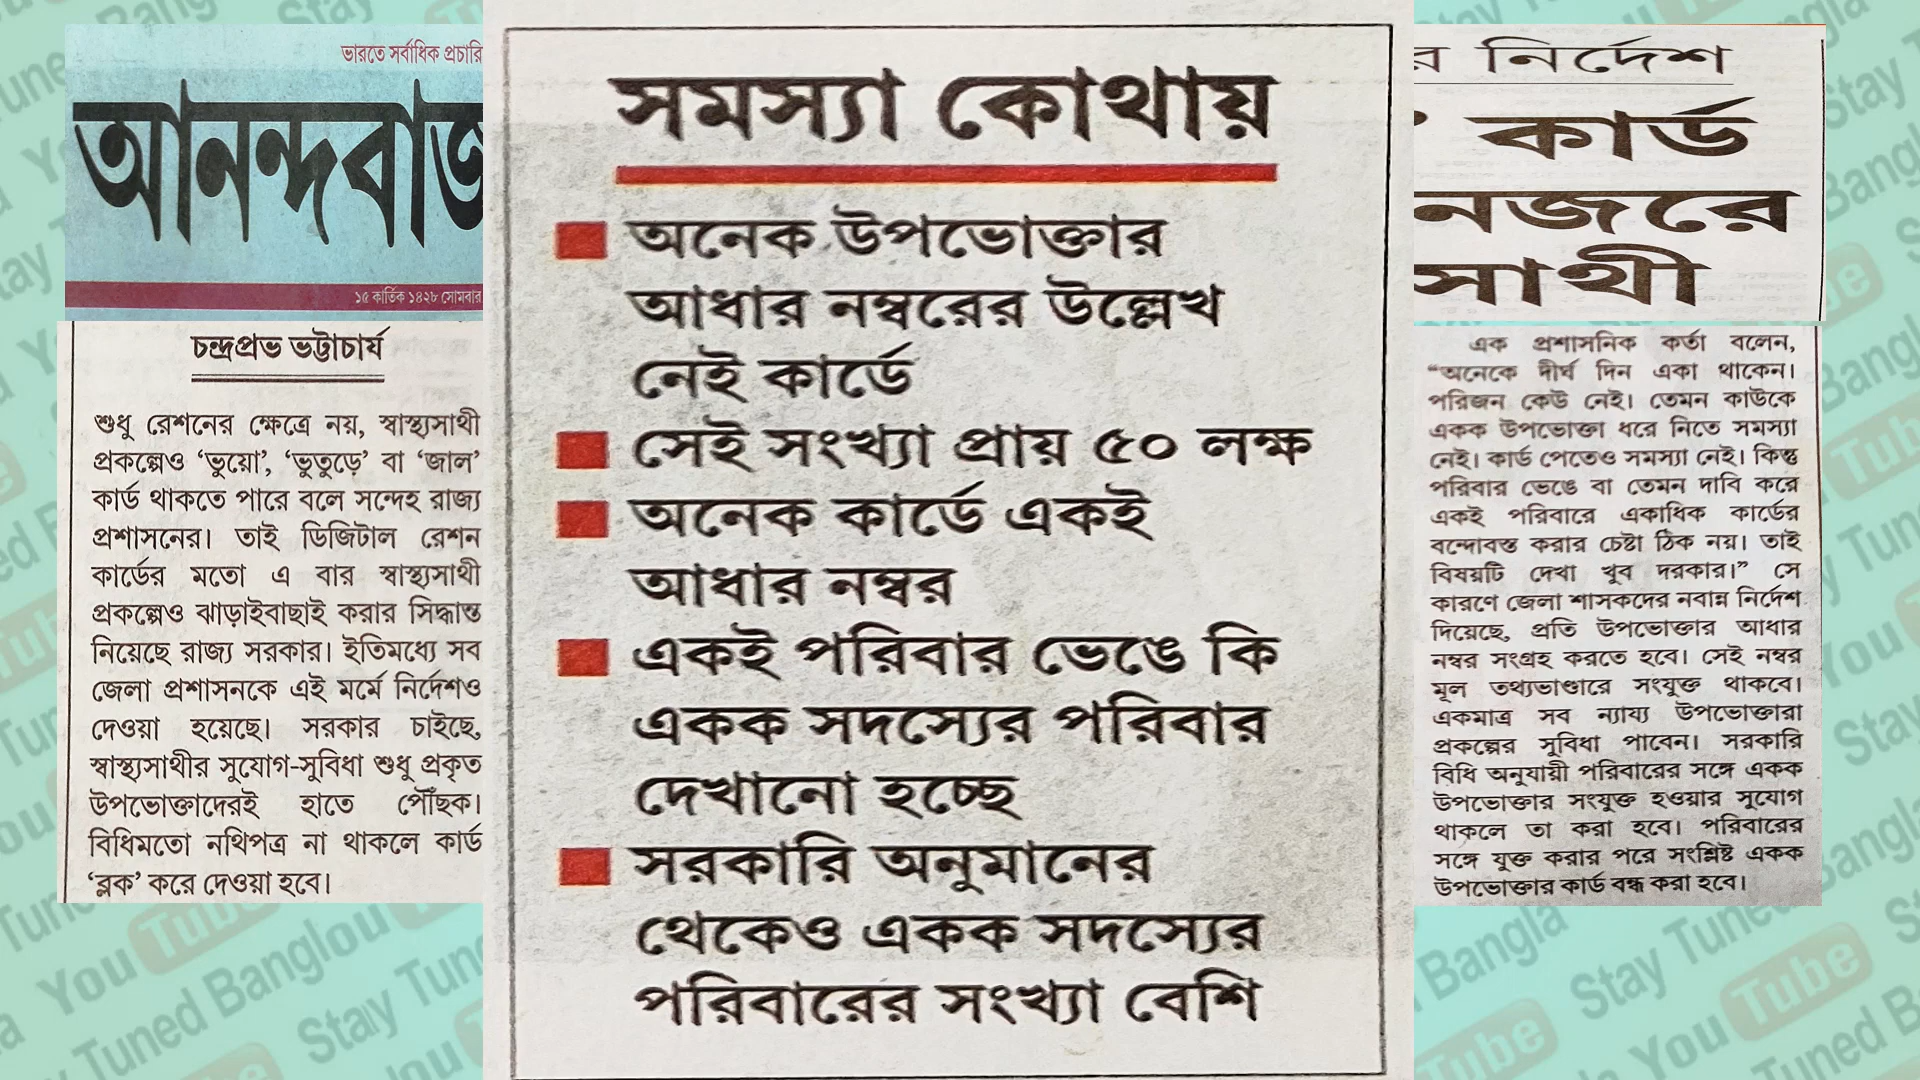 ভারতে সর্বাধিক প্রচারি
আনন্দবাজ
১৫ কার্তিক ১৪২৮ সোমবার
চন্দ্রপ্রভ ভট্টাচার্য
শুধু রেশনের ক্ষেত্রে নয়, স্বাস্থ্যসাথী
প্রকল্পেও ‘ভুয়ো’, ‘ভুতুড়ে’ বা ‘জাল’
কার্ড থাকতে পারে বলে সন্দেহ রাজ্য
প্রশাসনের। তাই ডিজিটাল রেশন
কার্ডের মতো এ বার স্বাস্থ্যসাথী
প্রকল্পেও ঝাড়াইবাছাই করার সিদ্ধান্ত
নিয়েছে রাজ্য সরকার। ইতিমধ্যে সব
জেলা প্রশাসনকে এই মর্মে নির্দেশও
দেওয়া হয়েছে। সরকার চাইছে,
স্বাস্থ্যসাথীর সুযোগ-সুবিধা শুধু প্রকৃত
উপভোক্তাদেরই হাতে পৌঁছক।
বিধিমতো নথিপত্র না থাকলে কার্ড
‘ব্লক’ করে দেওয়া হবে।
সমস্যা কোথায়
অনেক উপভোক্তার
আধার নম্বরের উল্লেখ
নেই কার্ডে
সেই সংখ্যা প্রায় ৫০ লক্ষ
অনেক কার্ডে একই
আধার নম্বর
একই পরিবার ভেঙে কি
একক সদস্যের পরিবার
দেখানো হচ্ছে
সরকারি অনুমানের
থেকেও একক সদস্যের
পরিবারের সংখ্যা বেশি
র নির্দেশ
’ কার্ড
নজরে
সাথী
এক প্রশাসনিক কর্তা বলেন,
“অনেকে দীর্ঘ দিন একা থাকেন।
পরিজন কেউ নেই। তেমন কাউকে
একক উপভোক্তা ধরে নিতে সমস্যা
নেই। কার্ড পেতেও সমস্যা নেই। কিন্তু
পরিবার ভেঙে বা তেমন দাবি করে
একই পরিবারে একাধিক কার্ডের
বন্দোবস্ত করার চেষ্টা ঠিক নয়। তাই
বিষয়টি দেখা খুব দরকার।” সে
কারণে জেলা শাসকদের নবান্ন নির্দেশ
দিয়েছে, প্রতি উপভোক্তার আধার
নম্বর সংগ্রহ করতে হবে। সেই নম্বর
মূল তথ্যভাণ্ডারে সংযুক্ত থাকবে।
একমাত্র সব ন্যায্য উপভোক্তারা
প্রকল্পের সুবিধা পাবেন। সরকারি
বিধি অনুযায়ী পরিবারের সঙ্গে একক
উপভোক্তার সংযুক্ত হওয়ার সুযোগ
থাকলে তা করা হবে। পরিবারের
সঙ্গে যুক্ত করার পরে সংশ্লিষ্ট একক
উপভোক্তার কার্ড বন্ধ করা হবে।
You Tube
Stay Tuned Bangla